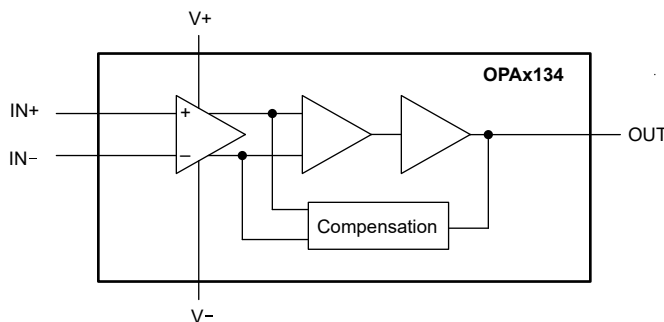 V+
OPAx134
IN+
+
OUT
IN−
−
Compensation
V−